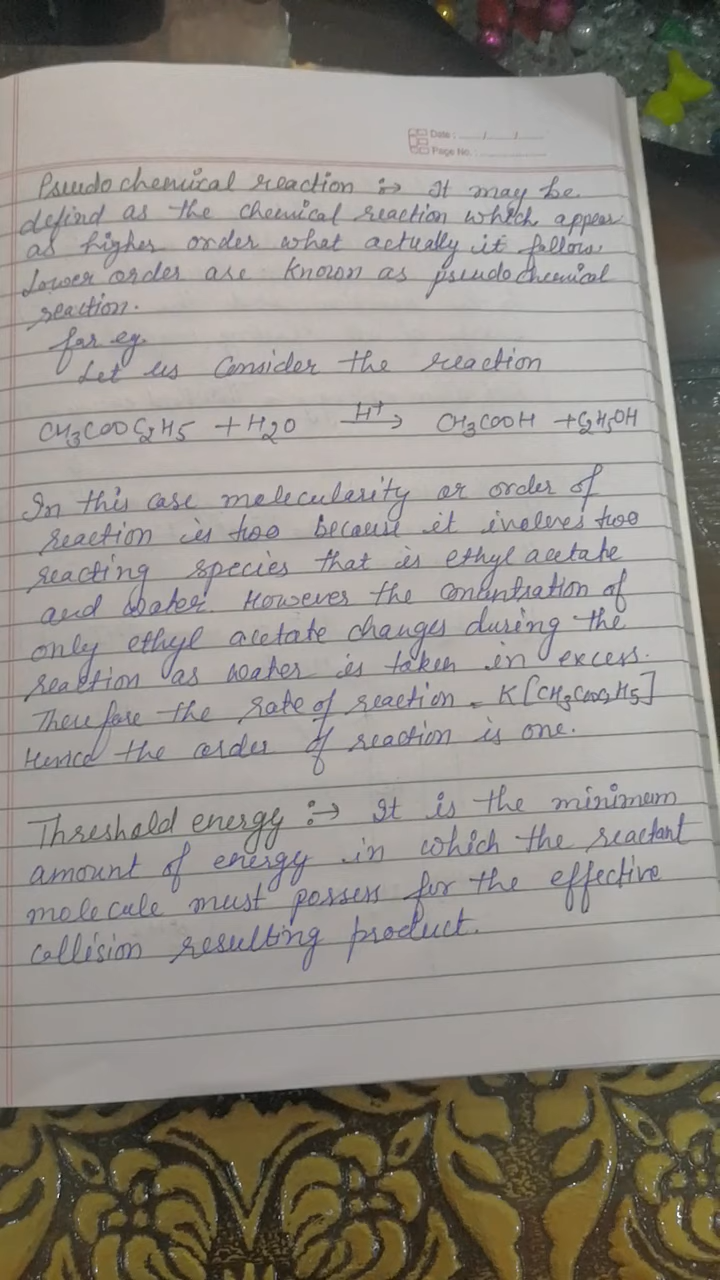 Date : ___/___/___
Page No. : ___
Pseudo chemical reaction :→ It may be
defind as the chemical reaction which appear
as higher order what actually it follow
Lower order are known as pseudo chemical
reaction.
for eg.
Let us Consider the reaction
CH3COOC2H5 + H2O —H+→ CH3COOH + C2H5OH
In this case molecularity or order of
reaction is two because it involves two
reacting species that is ethyl acetate
and water. However the concentration of
only ethyl acetate changes during the
reaction as water is taken in excess.
Therefore the rate of reaction = K[CH3COOC2H5]
Hence the order of reaction is one.
Threshold energy :→ It is the minimum
amount of energy in which the reactant
molecule must possess for the effective
collision resulting product.